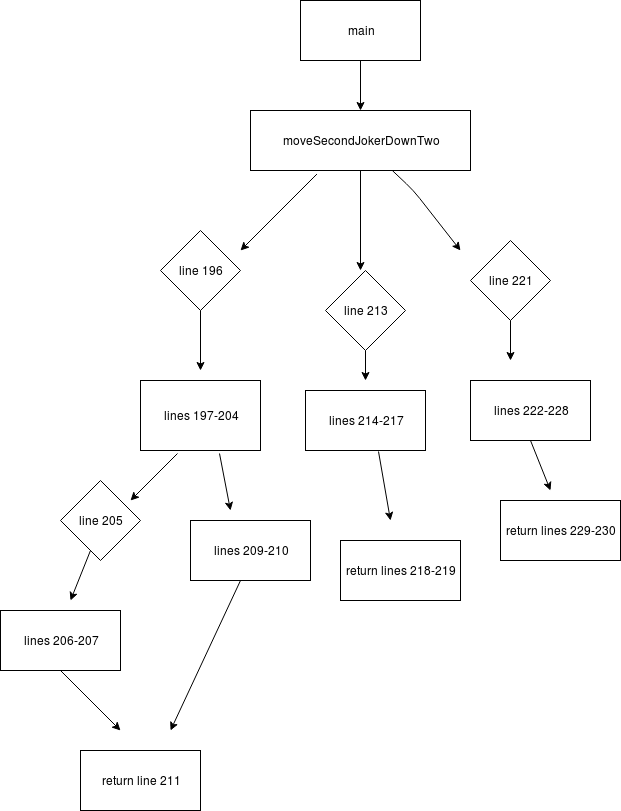 main
moveSecondJokerDownTwo
line 196
line 213
line 221
lines 197-204
lines 214-217
lines 222-228
line 205
lines 209-210
return lines 218-219
return lines 229-230
lines 206-207
return line 211